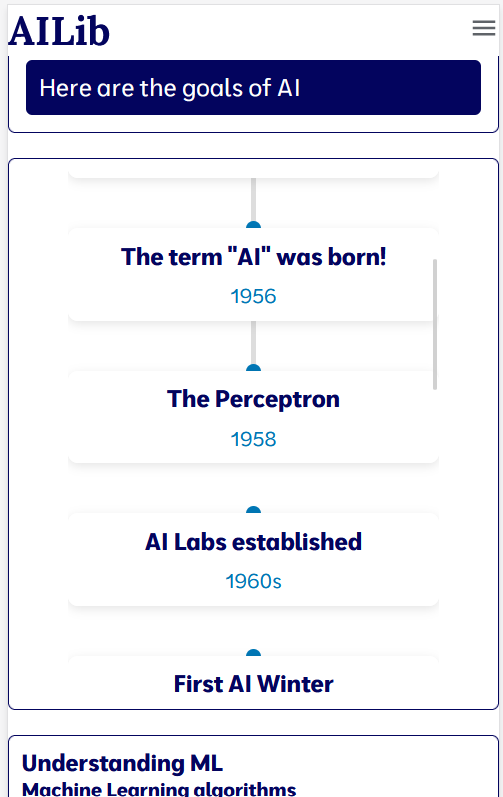 AILib
Here are the goals of AI
The term "AI" was born!
1956
The Perceptron
1958
AI Labs established
1960s
First AI Winter
Understanding ML
Machine Learning algorithms